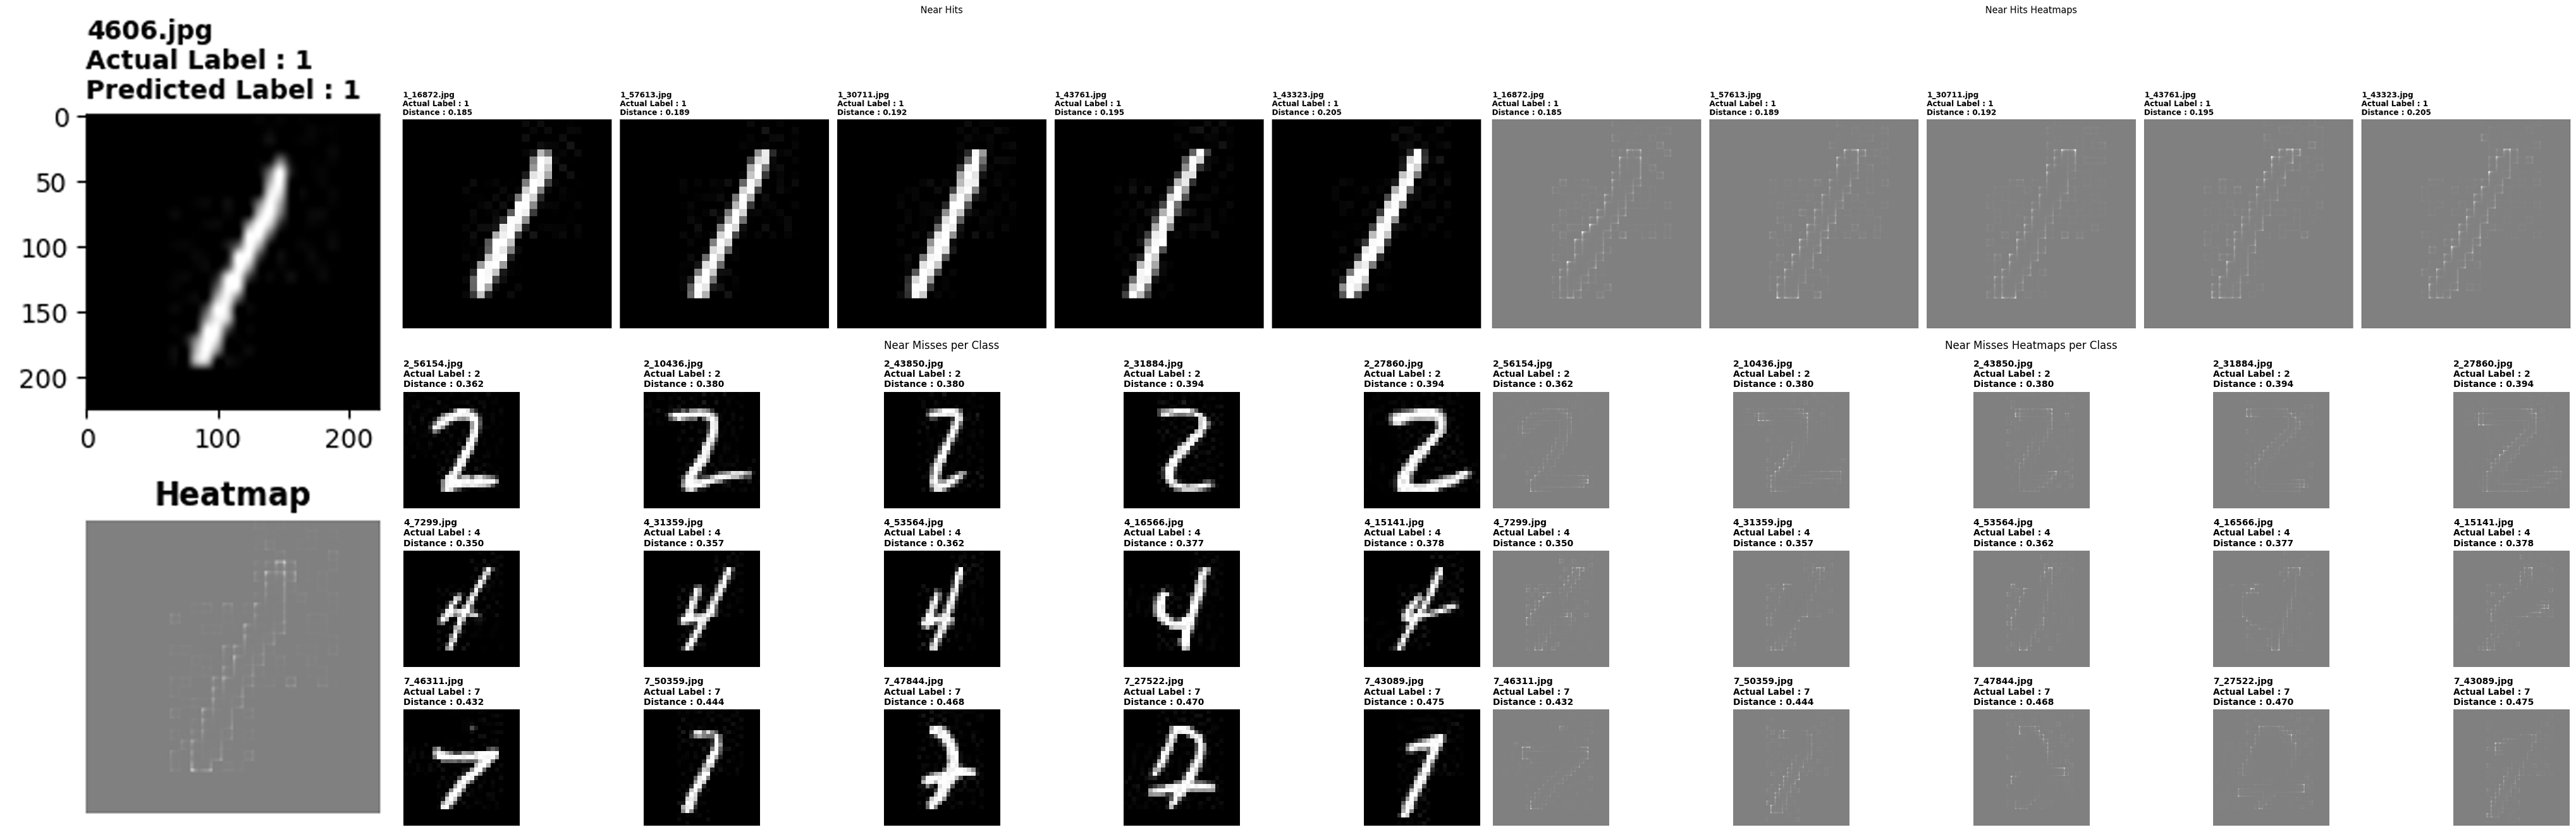 4606.jpg
Actual Label : 1
Predicted Label : 1
0
50
100
150
200
0 100 200
Heatmap
Near Hits
1_16872.jpg 1_57613.jpg 1_30711.jpg 1_43761.jpg 1_43323.jpg
Actual Label : 1 Actual Label : 1 Actual Label : 1 Actual Label : 1 Actual Label : 1
Distance : 0.185 Distance : 0.189 Distance : 0.192 Distance : 0.195 Distance : 0.205
Near Hits Heatmaps
1_16872.jpg 1_57613.jpg 1_30711.jpg 1_43761.jpg 1_43323.jpg
Actual Label : 1 Actual Label : 1 Actual Label : 1 Actual Label : 1 Actual Label : 1
Distance : 0.185 Distance : 0.189 Distance : 0.192 Distance : 0.195 Distance : 0.205
Near Misses per Class
2_56154.jpg 2_10436.jpg 2_43850.jpg 2_31884.jpg 2_27860.jpg
Actual Label : 2 Actual Label : 2 Actual Label : 2 Actual Label : 2 Actual Label : 2
Distance : 0.362 Distance : 0.380 Distance : 0.380 Distance : 0.394 Distance : 0.394
2 2 2 2 2
4_7299.jpg 4_31359.jpg 4_53564.jpg 4_16566.jpg 4_15141.jpg
Actual Label : 4 Actual Label : 4 Actual Label : 4 Actual Label : 4 Actual Label : 4
Distance : 0.350 Distance : 0.357 Distance : 0.362 Distance : 0.377 Distance : 0.378
4 4 4 4 4
7_46311.jpg 7_50359.jpg 7_47844.jpg 7_27522.jpg 7_43089.jpg
Actual Label : 7 Actual Label : 7 Actual Label : 7 Actual Label : 7 Actual Label : 7
Distance : 0.432 Distance : 0.444 Distance : 0.468 Distance : 0.470 Distance : 0.475
7 7 7 7 7
Near Misses Heatmaps per Class
2_56154.jpg 2_10436.jpg 2_43850.jpg 2_31884.jpg 2_27860.jpg
Actual Label : 2 Actual Label : 2 Actual Label : 2 Actual Label : 2 Actual Label : 2
Distance : 0.362 Distance : 0.380 Distance : 0.380 Distance : 0.394 Distance : 0.394
4_7299.jpg 4_31359.jpg 4_53564.jpg 4_16566.jpg 4_15141.jpg
Actual Label : 4 Actual Label : 4 Actual Label : 4 Actual Label : 4 Actual Label : 4
Distance : 0.350 Distance : 0.357 Distance : 0.362 Distance : 0.377 Distance : 0.378
7_46311.jpg 7_50359.jpg 7_47844.jpg 7_27522.jpg 7_43089.jpg
Actual Label : 7 Actual Label : 7 Actual Label : 7 Actual Label : 7 Actual Label : 7
Distance : 0.432 Distance : 0.444 Distance : 0.468 Distance : 0.470 Distance : 0.475